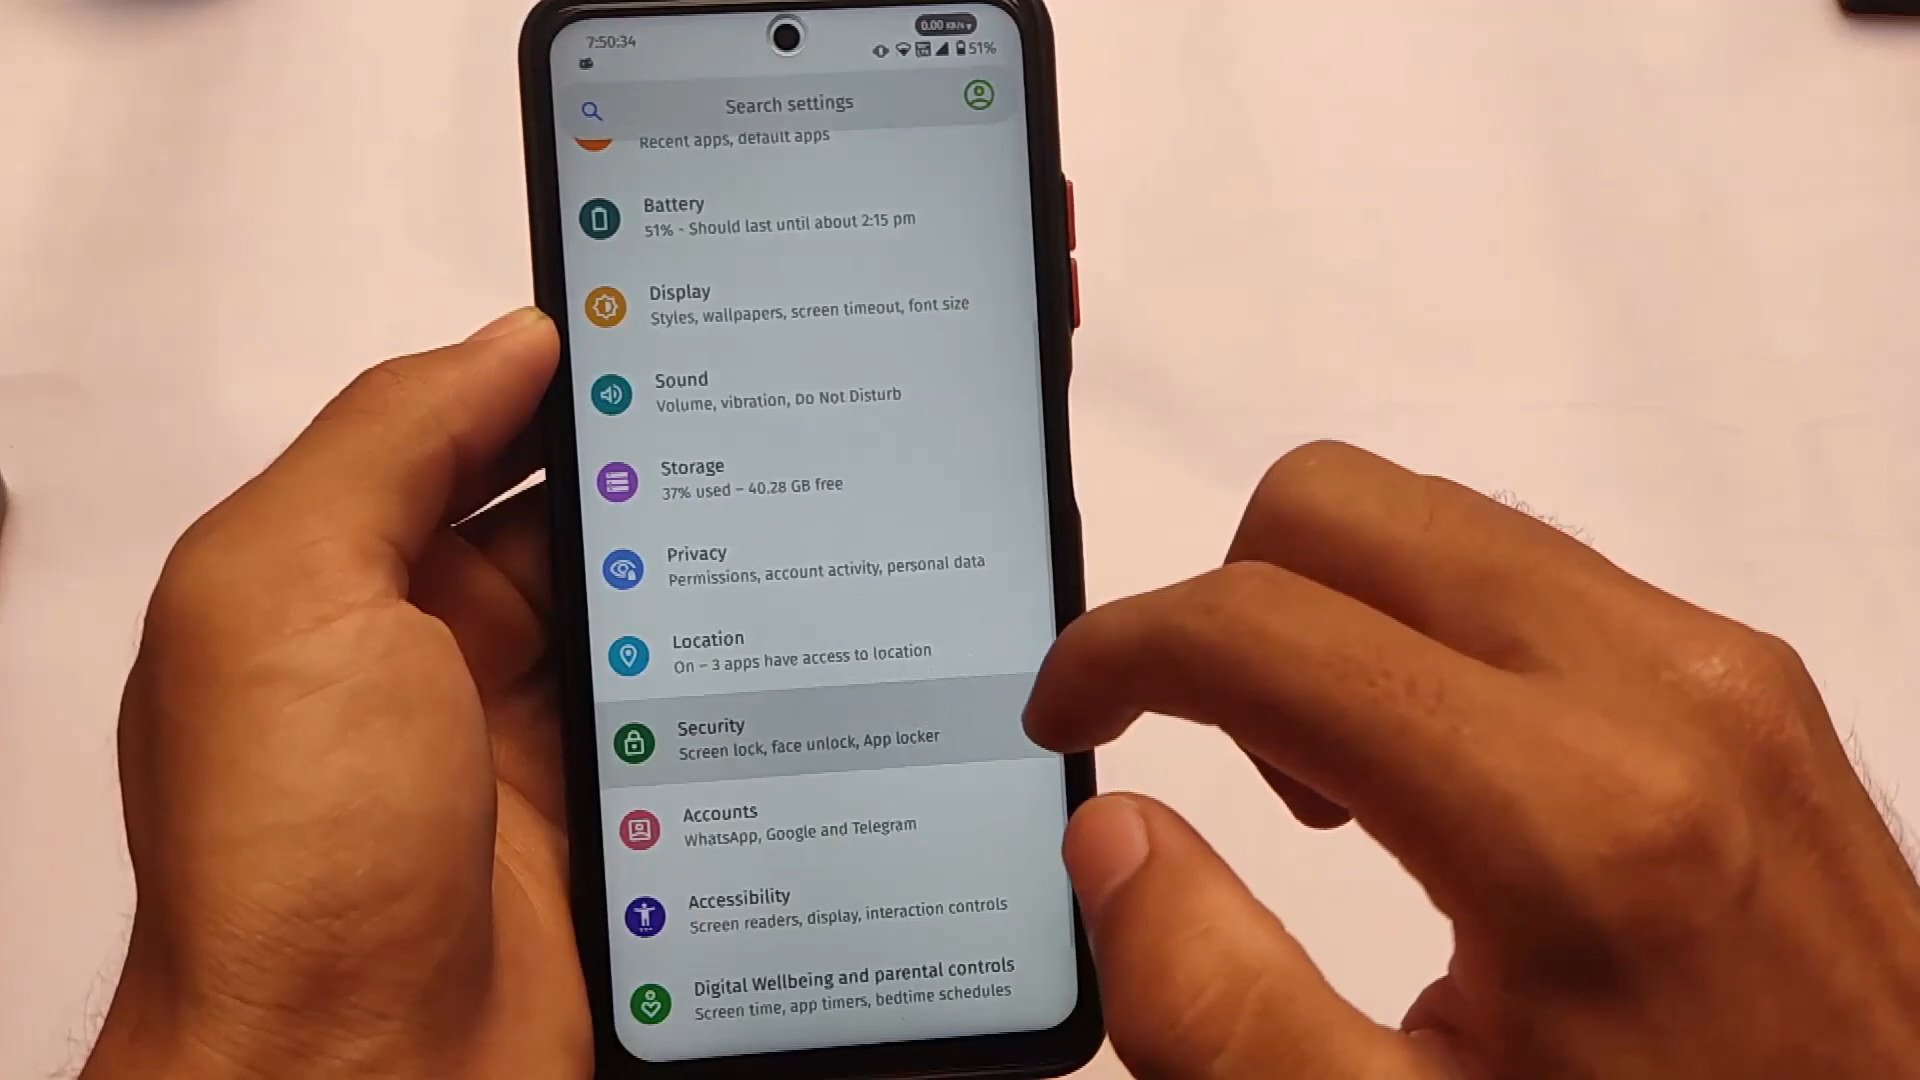 7:50:34
0.00 KB/s
51%
Search settings
Recent apps, default apps
Battery
51% - Should last until about 2:15 pm
Display
Styles, wallpapers, screen timeout, font size
Sound
Volume, vibration, Do Not Disturb
Storage
37% used – 40.28 GB free
Privacy
Permissions, account activity, personal data
Location
On – 3 apps have access to location
Security
Screen lock, face unlock, App locker
Accounts
WhatsApp, Google and Telegram
Accessibility
Screen readers, display, interaction controls
Digital Wellbeing and parental controls
Screen time, app timers, bedtime schedules